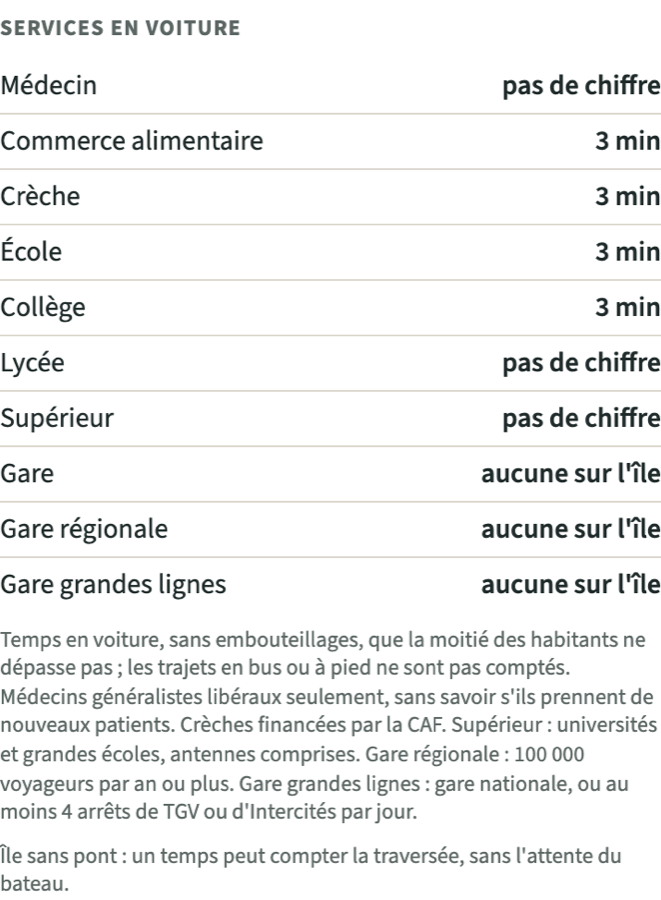 SERVICES EN VOITURE
Médecin pas de chiffre
Commerce alimentaire 3 min
Crèche 3 min
École 3 min
Collège 3 min
Lycée pas de chiffre
Supérieur pas de chiffre
Gare aucune sur l'île
Gare régionale aucune sur l'île
Gare grandes lignes aucune sur l'île
Temps en voiture, sans embouteillages, que la moitié des habitants ne
dépasse pas ; les trajets en bus ou à pied ne sont pas comptés.
Médecins généralistes libéraux seulement, sans savoir s'ils prennent de
nouveaux patients. Crèches financées par la CAF. Supérieur : universités
et grandes écoles, antennes comprises. Gare régionale : 100 000
voyageurs par an ou plus. Gare grandes lignes : gare nationale, ou au
moins 4 arrêts de TGV ou d'Intercités par jour.
Île sans pont : un temps peut compter la traversée, sans l'attente du
bateau.